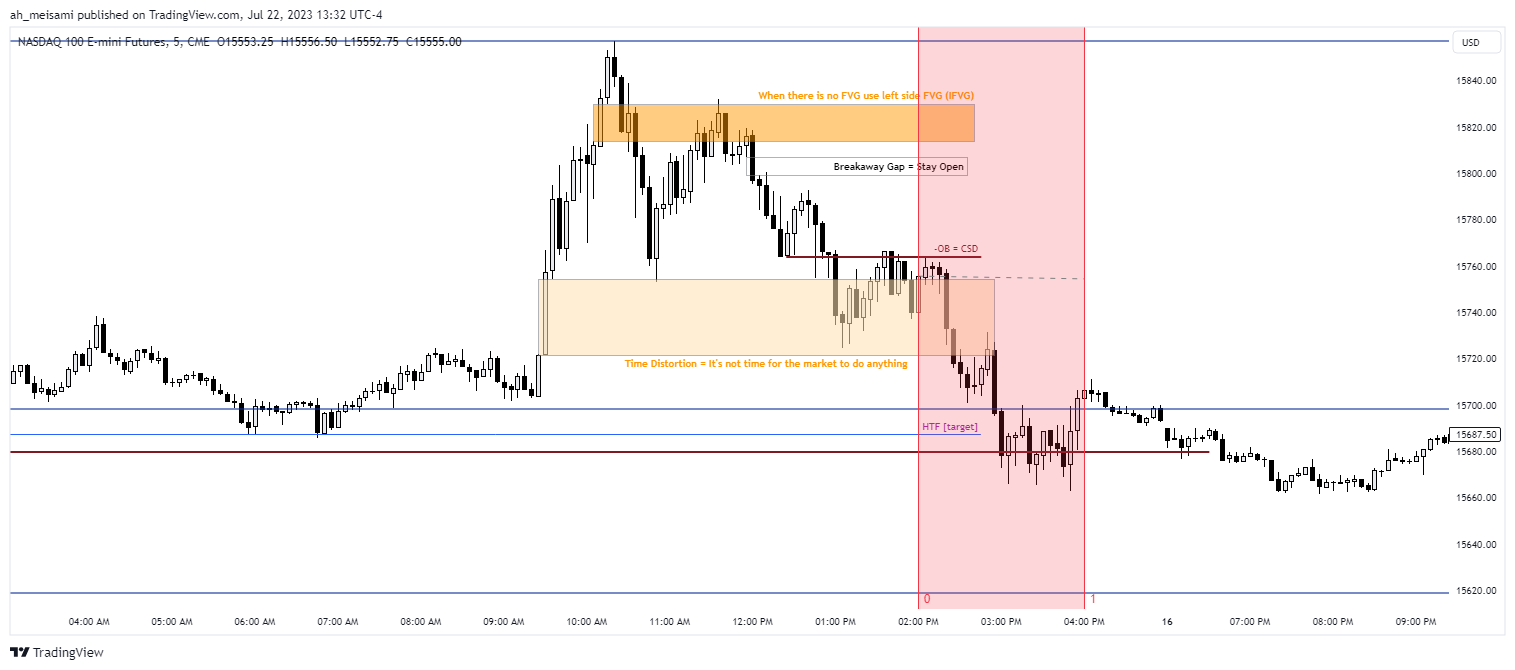 ah_meisami published on TradingView.com, Jul 22, 2023 13:32 UTC-4
NASDAQ 100 E-mini Futures, 5, CME O15553.25 H15556.50 L15552.75 C15555.00
USD
15840.00
When there is no FVG use left side FVG (IFVG)
15820.00
Breakaway Gap = Stay Open
15800.00
15780.00
-OB = CSD
15760.00
15740.00
Time Distortion = It's not time for the market to do anything
15720.00
15700.00
HTF [target]
15687.50
15680.00
15660.00
15640.00
15620.00
0 1
04:00 AM 05:00 AM 06:00 AM 07:00 AM 08:00 AM 09:00 AM 10:00 AM 11:00 AM 12:00 PM 01:00 PM 02:00 PM 03:00 PM 04:00 PM 16 07:00 PM 08:00 PM 09:00 PM
TradingView